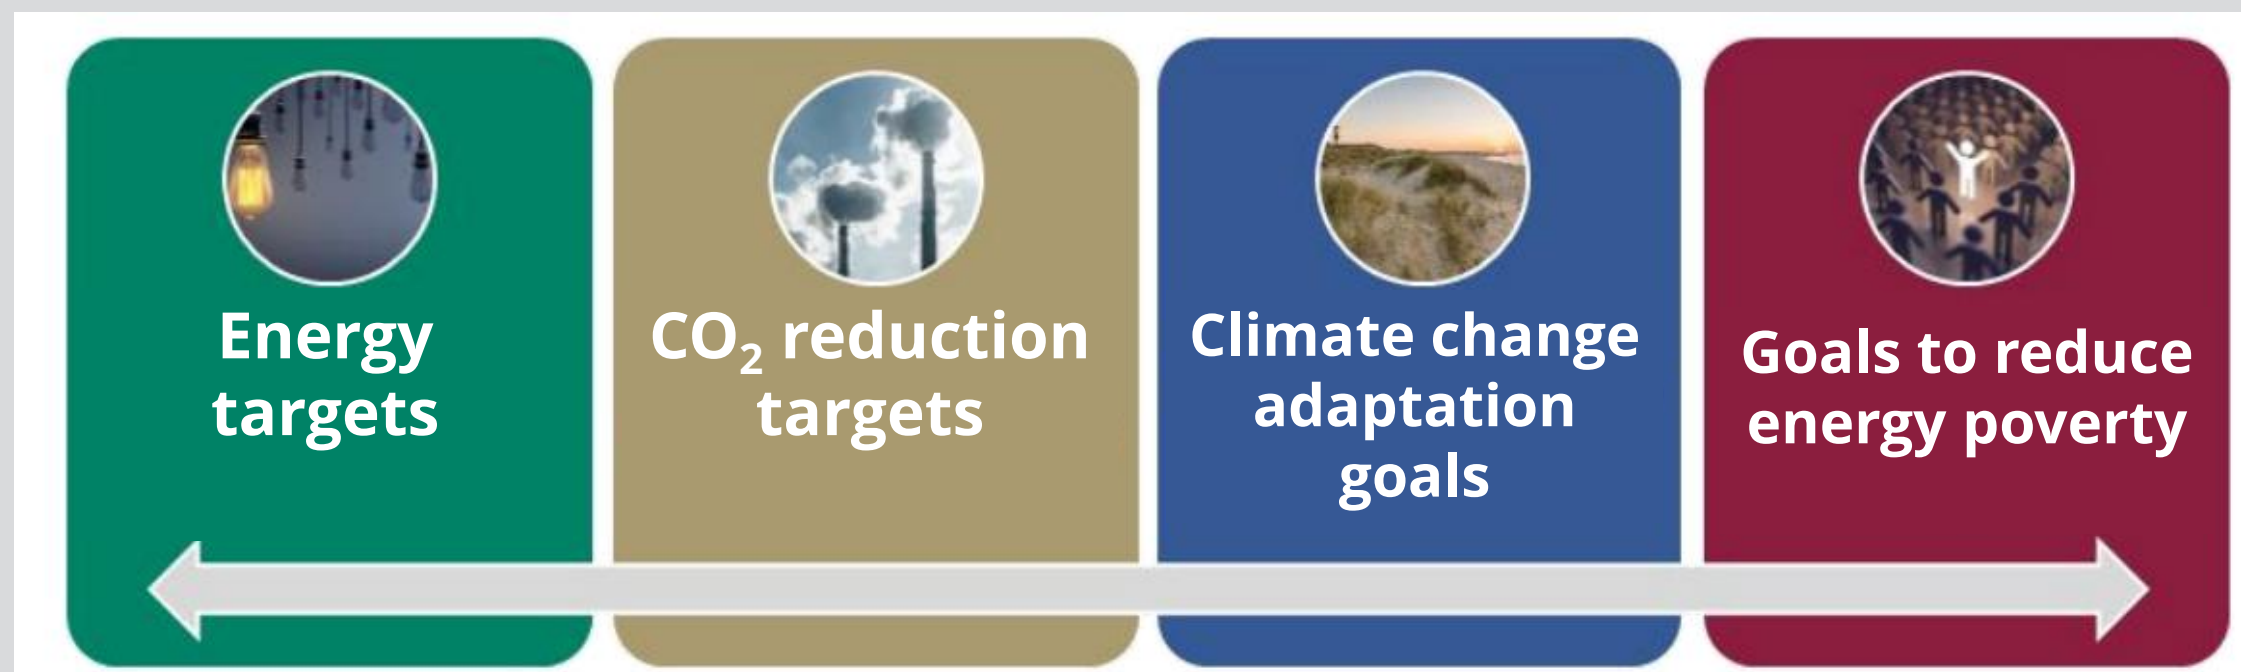 Energy
targets
CO₂ reduction
targets
Climate change
adaptation
goals
Goals to reduce
energy poverty